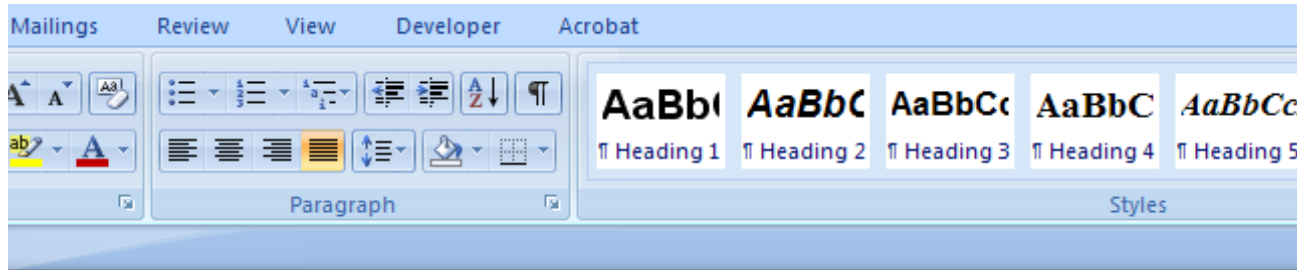 Mailings Review View Developer Acrobat
AaBb AaBbC AaBbCc AaBbC AaBbCc
¶ Heading 1 ¶ Heading 2 ¶ Heading 3 ¶ Heading 4 ¶ Heading 5
Paragraph Styles